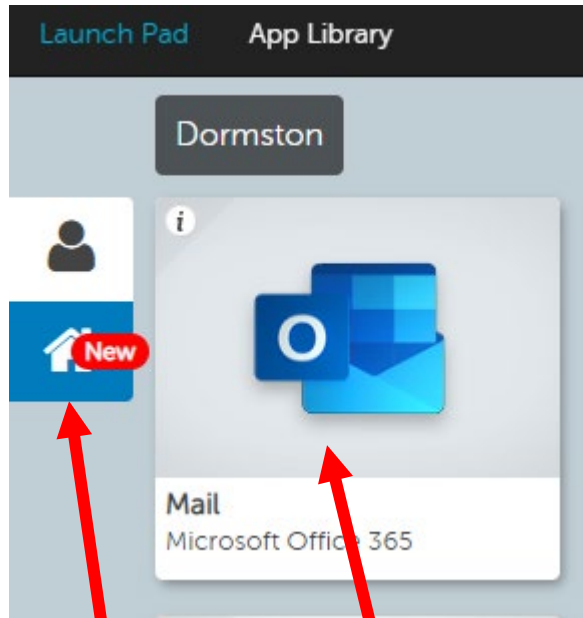 Launch Pad App Library
Dormston
i
New
O
Mail
Microsoft Office 365